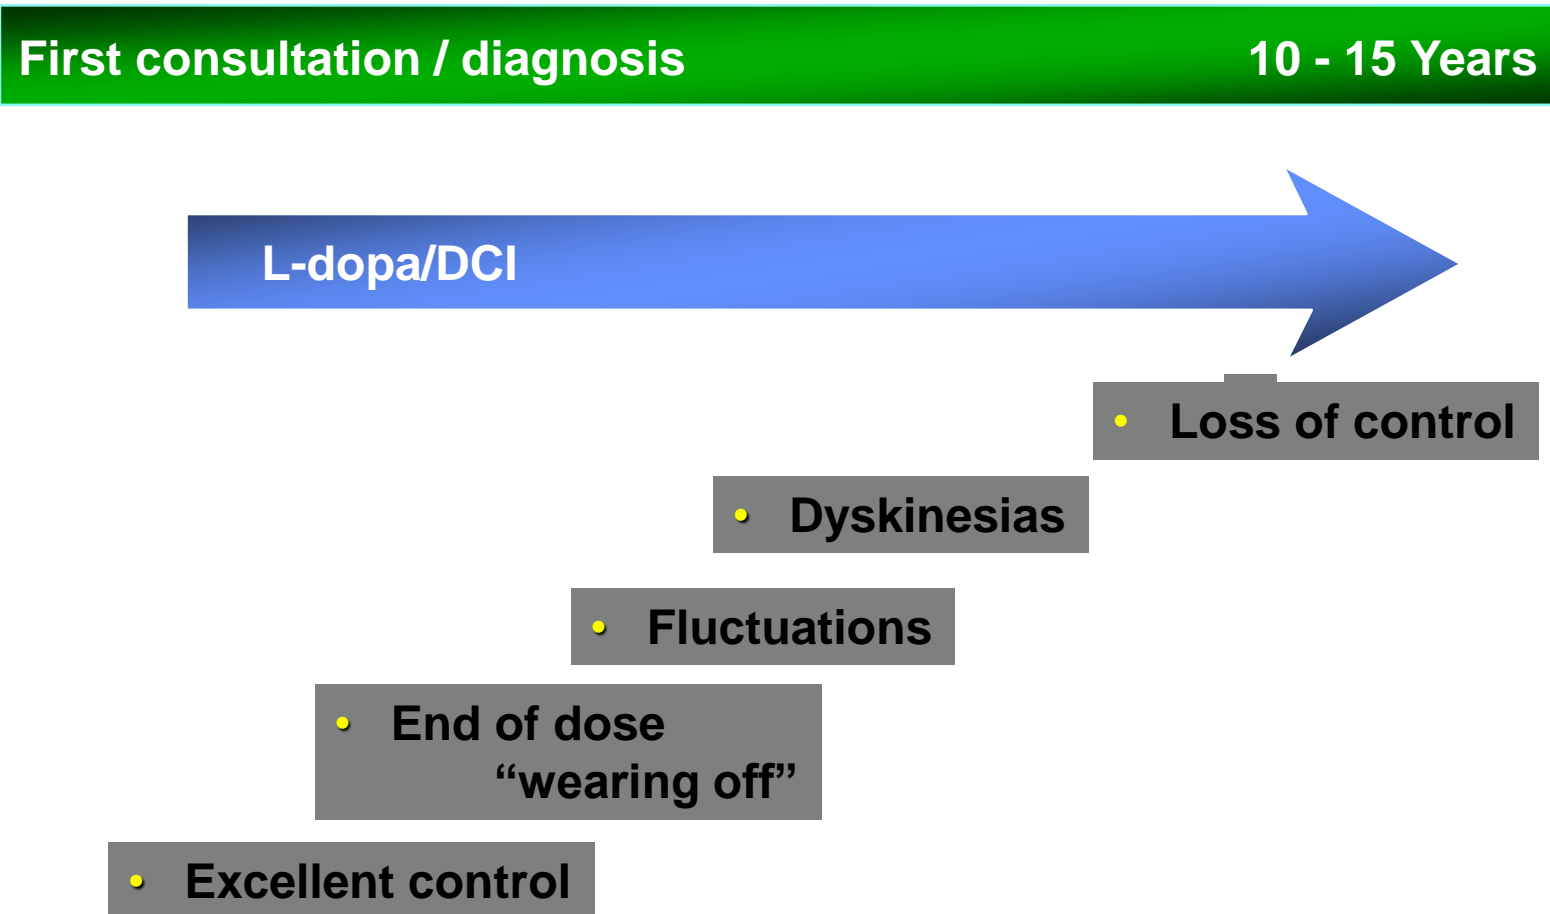 First consultation / diagnosis 10 - 15 Years
L-dopa/DCI
• Loss of control
• Dyskinesias
• Fluctuations
• End of dose
“wearing off”
• Excellent control